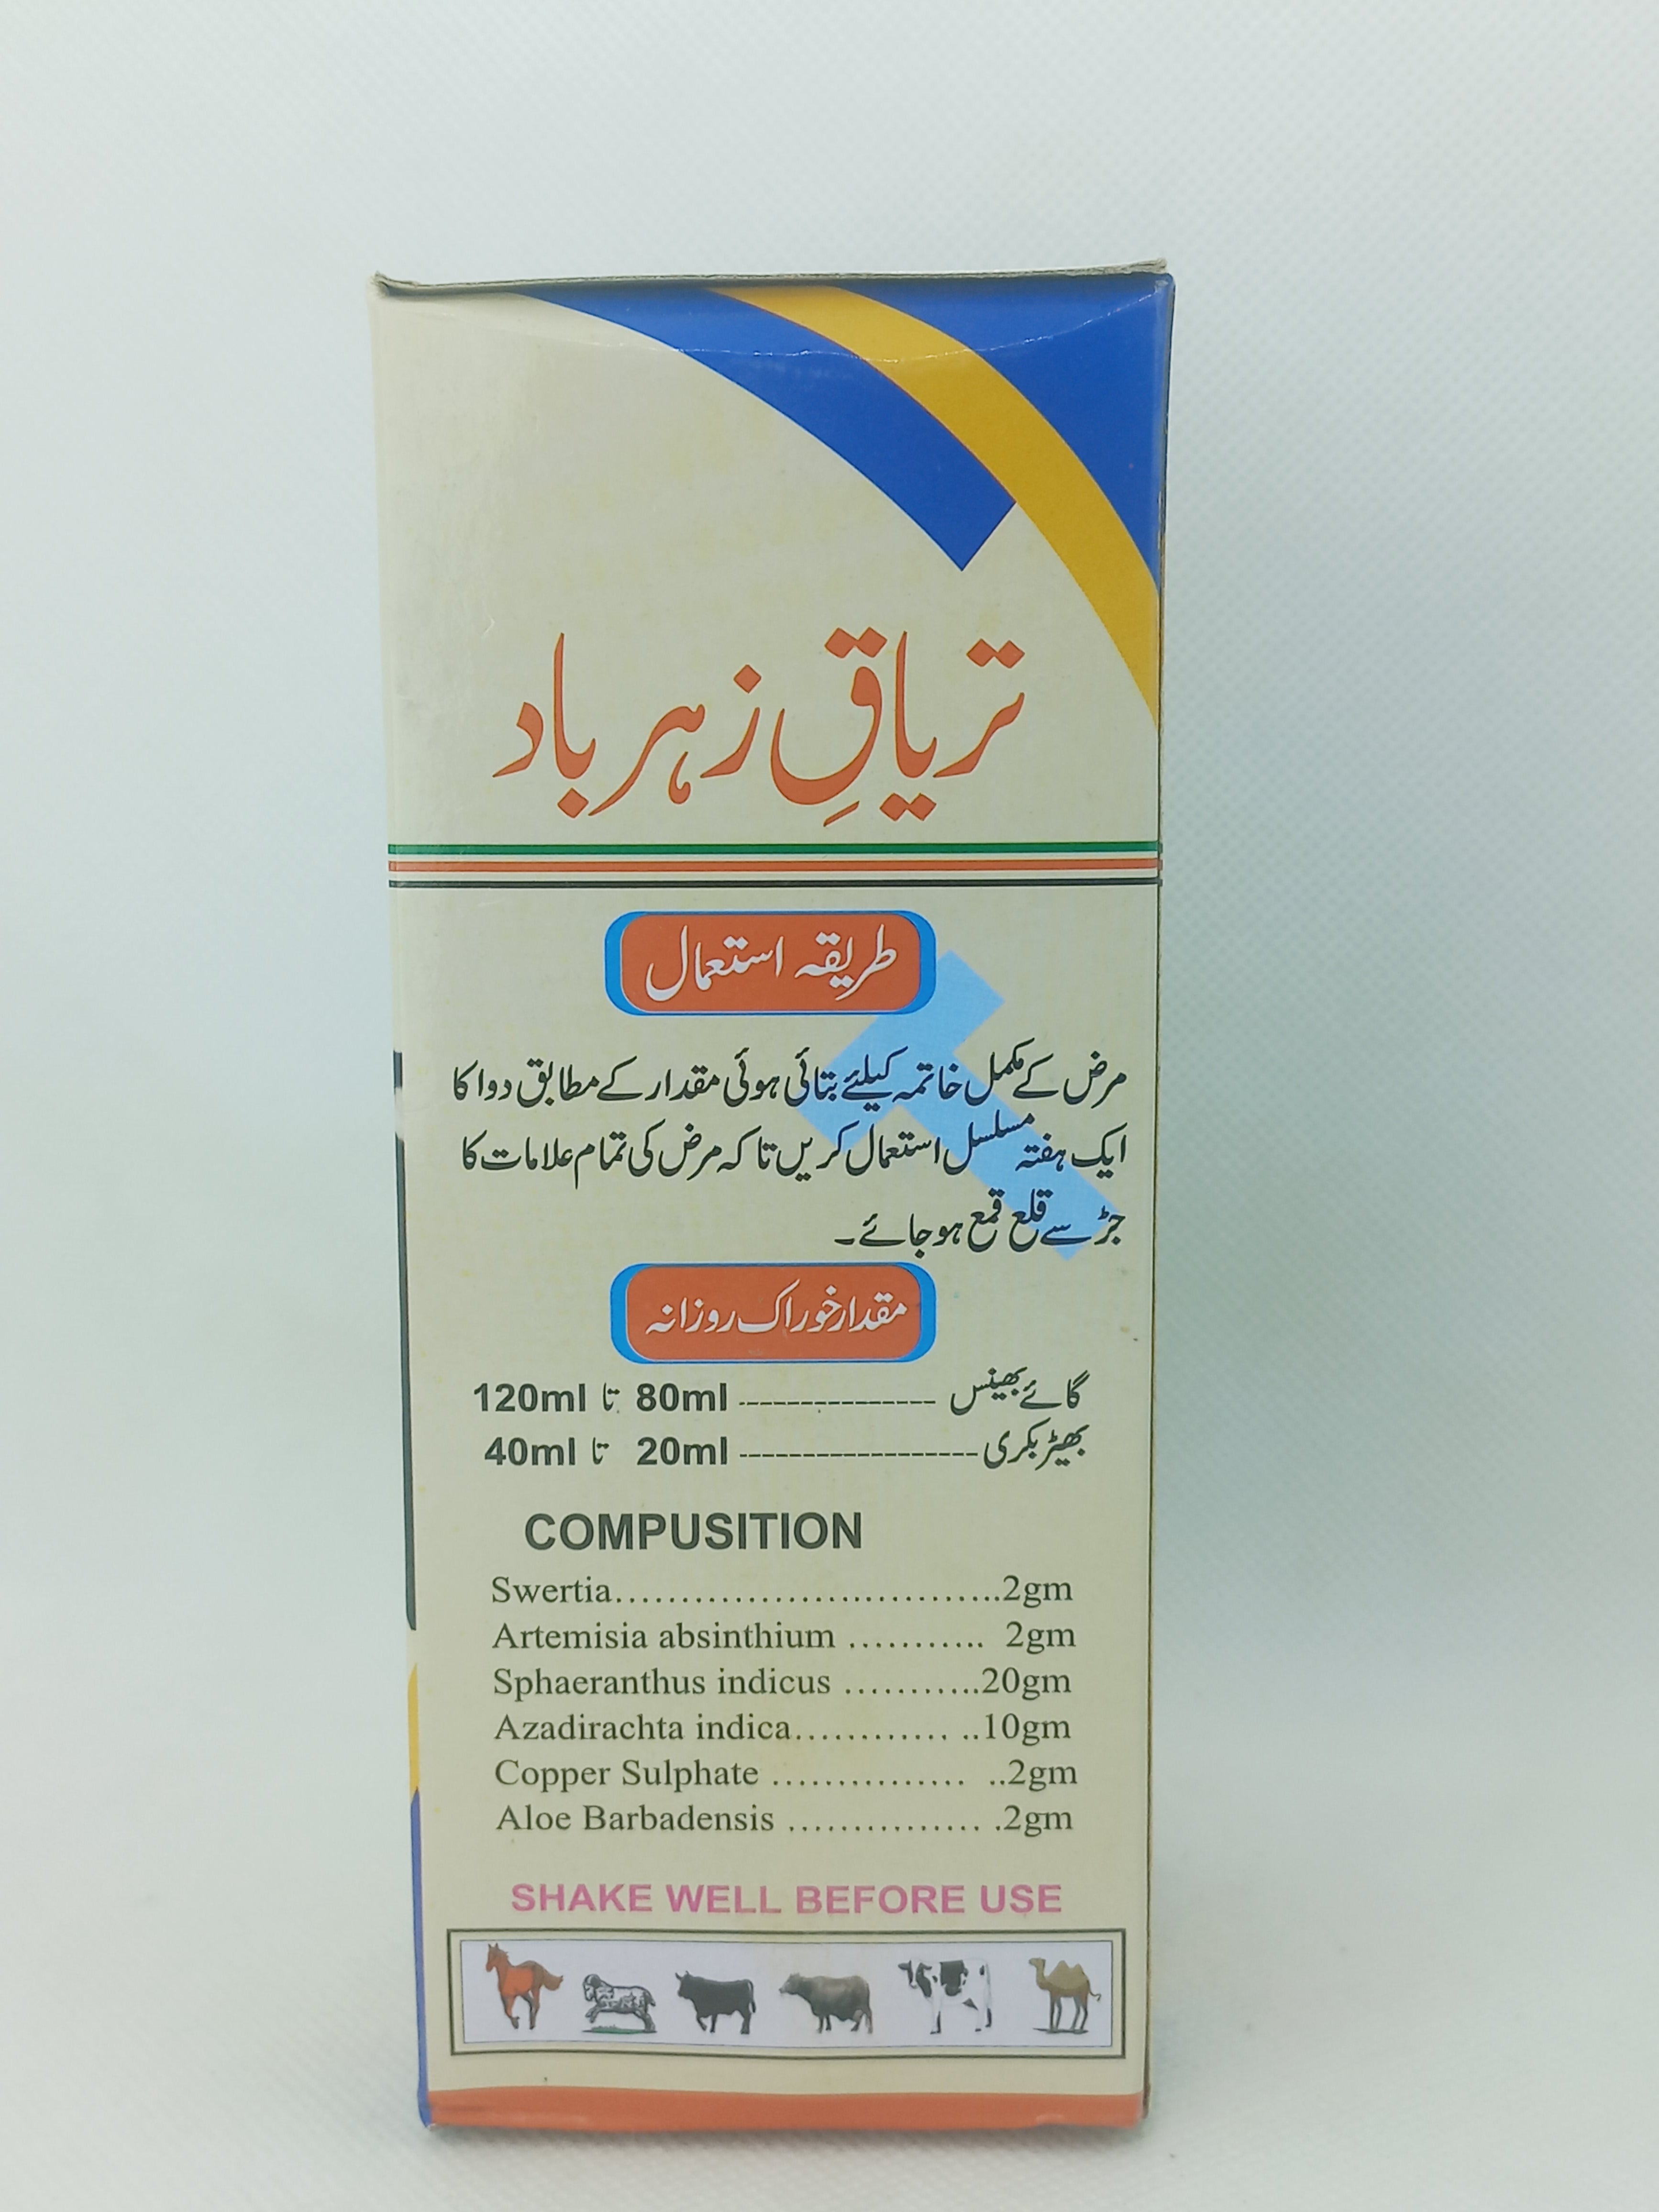 تریاقِ زہرباد
طریقہ استعمال
مرض کے مکمل خاتمہ کیلئے بتائی ہوئی مقدار کے مطابق دوا کا
ایک ہفتہ مسلسل استعمال کریں تا کہ مرض کی تمام علامات کا
جڑ سے قلع قمع ہو جائے۔
مقدار خوراک روزانہ
گائے بھینس ---------------- 80ml تا 120ml
بھیڑ بکری ------------------- 20ml تا 40ml
COMPUSITION
Swertia................................2gm
Artemisia absinthium ........... 2gm
Sphaeranthus indicus ...........20gm
Azadirachta indica............ ..10gm
Copper Sulphate ............... ..2gm
Aloe Barbadensis ............... .2gm
SHAKE WELL BEFORE USE